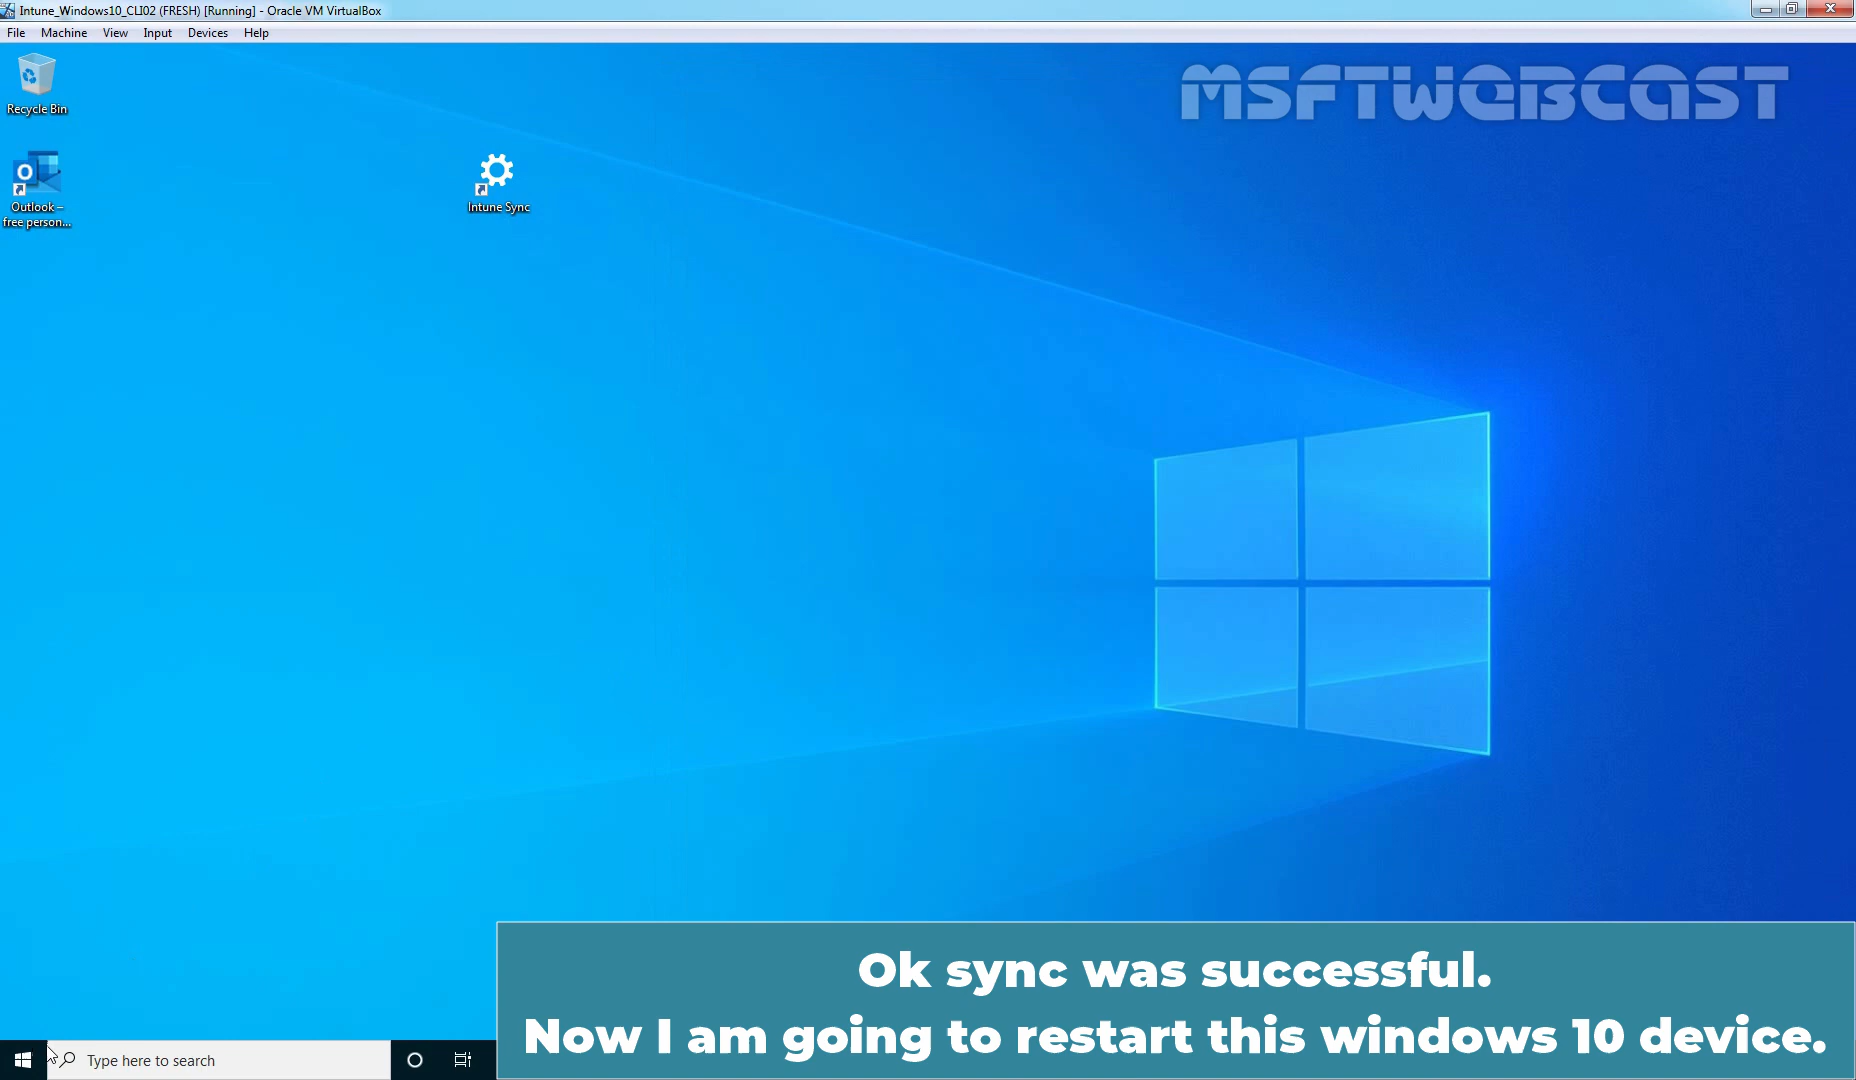 Intune_Windows10_CLI02 (FRESH) [Running] - Oracle VM VirtualBox
File Machine View Input Devices Help
MSFTWEBCAST
Recycle Bin
Outlook –
free person...
Intune Sync
Ok sync was successful.
Now I am going to restart this windows 10 device.
Type here to search